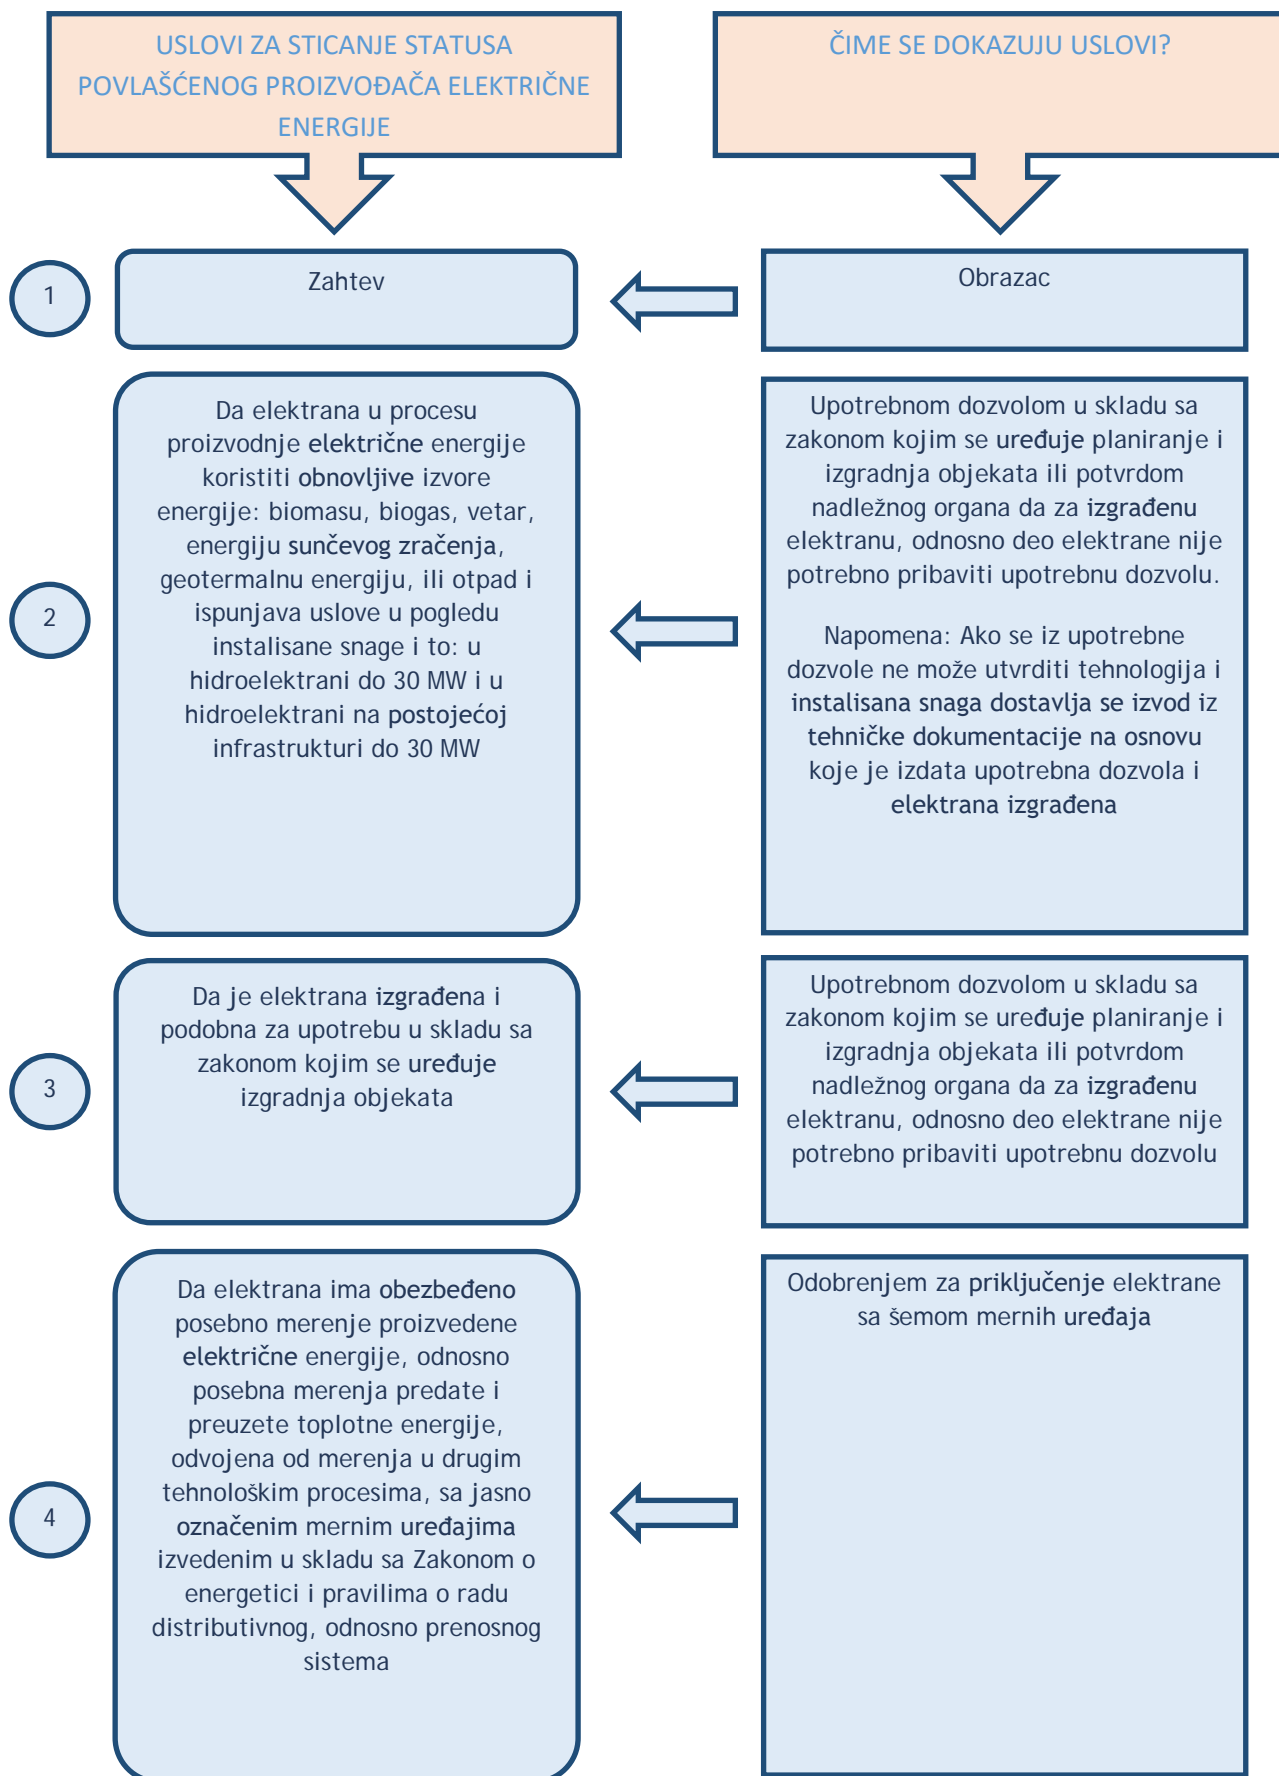 USLOVI ZA STICANJE STATUSA
POVLAŠĆENOG PROIZVOĐAČA ELEKTRIČNE
ENERGIJE
ČIME SE DOKAZUJU USLOVI?
1
Zahtev
Obrazac
2
Da elektrana u procesu
proizvodnje električne energije
koristiti obnovljive izvore
energije: biomasu, biogas, vetar,
energiju sunčevog zračenja,
geotermalnu energiju, ili otpad i
ispunjava uslove u pogledu
instalisane snage i to: u
hidroelektrani do 30 MW i u
hidroelektrani na postojećoj
infrastrukturi do 30 MW
Upotrebnom dozvolom u skladu sa
zakonom kojim se uređuje planiranje i
izgradnja objekata ili potvrdom
nadležnog organa da za izgrađenu
elektranu, odnosno deo elektrane nije
potrebno pribaviti upotrebnu dozvolu.
Napomena: Ako se iz upotrebne
dozvole ne može utvrditi tehnologija i
instalisana snaga dostavlja se izvod iz
tehničke dokumentacije na osnovu
koje je izdata upotrebna dozvola i
elektrana izgrađena
3
Da je elektrana izgrađena i
podobna za upotrebu u skladu sa
zakonom kojim se uređuje
izgradnja objekata
Upotrebnom dozvolom u skladu sa
zakonom kojim se uređuje planiranje i
izgradnja objekata ili potvrdom
nadležnog organa da za izgrađenu
elektranu, odnosno deo elektrane nije
potrebno pribaviti upotrebnu dozvolu
4
Da elektrana ima obezbeđeno
posebno merenje proizvedene
električne energije, odnosno
posebna merenja predate i
preuzete toplotne energije,
odvojena od merenja u drugim
tehnološkim procesima, sa jasno
označenim mernim uređajima
izvedenim u skladu sa Zakonom o
energetici i pravilima o radu
distributivnog, odnosno prenosnog
sistema
Odobrenjem za priključenje elektrane
sa šemom mernih uređaja